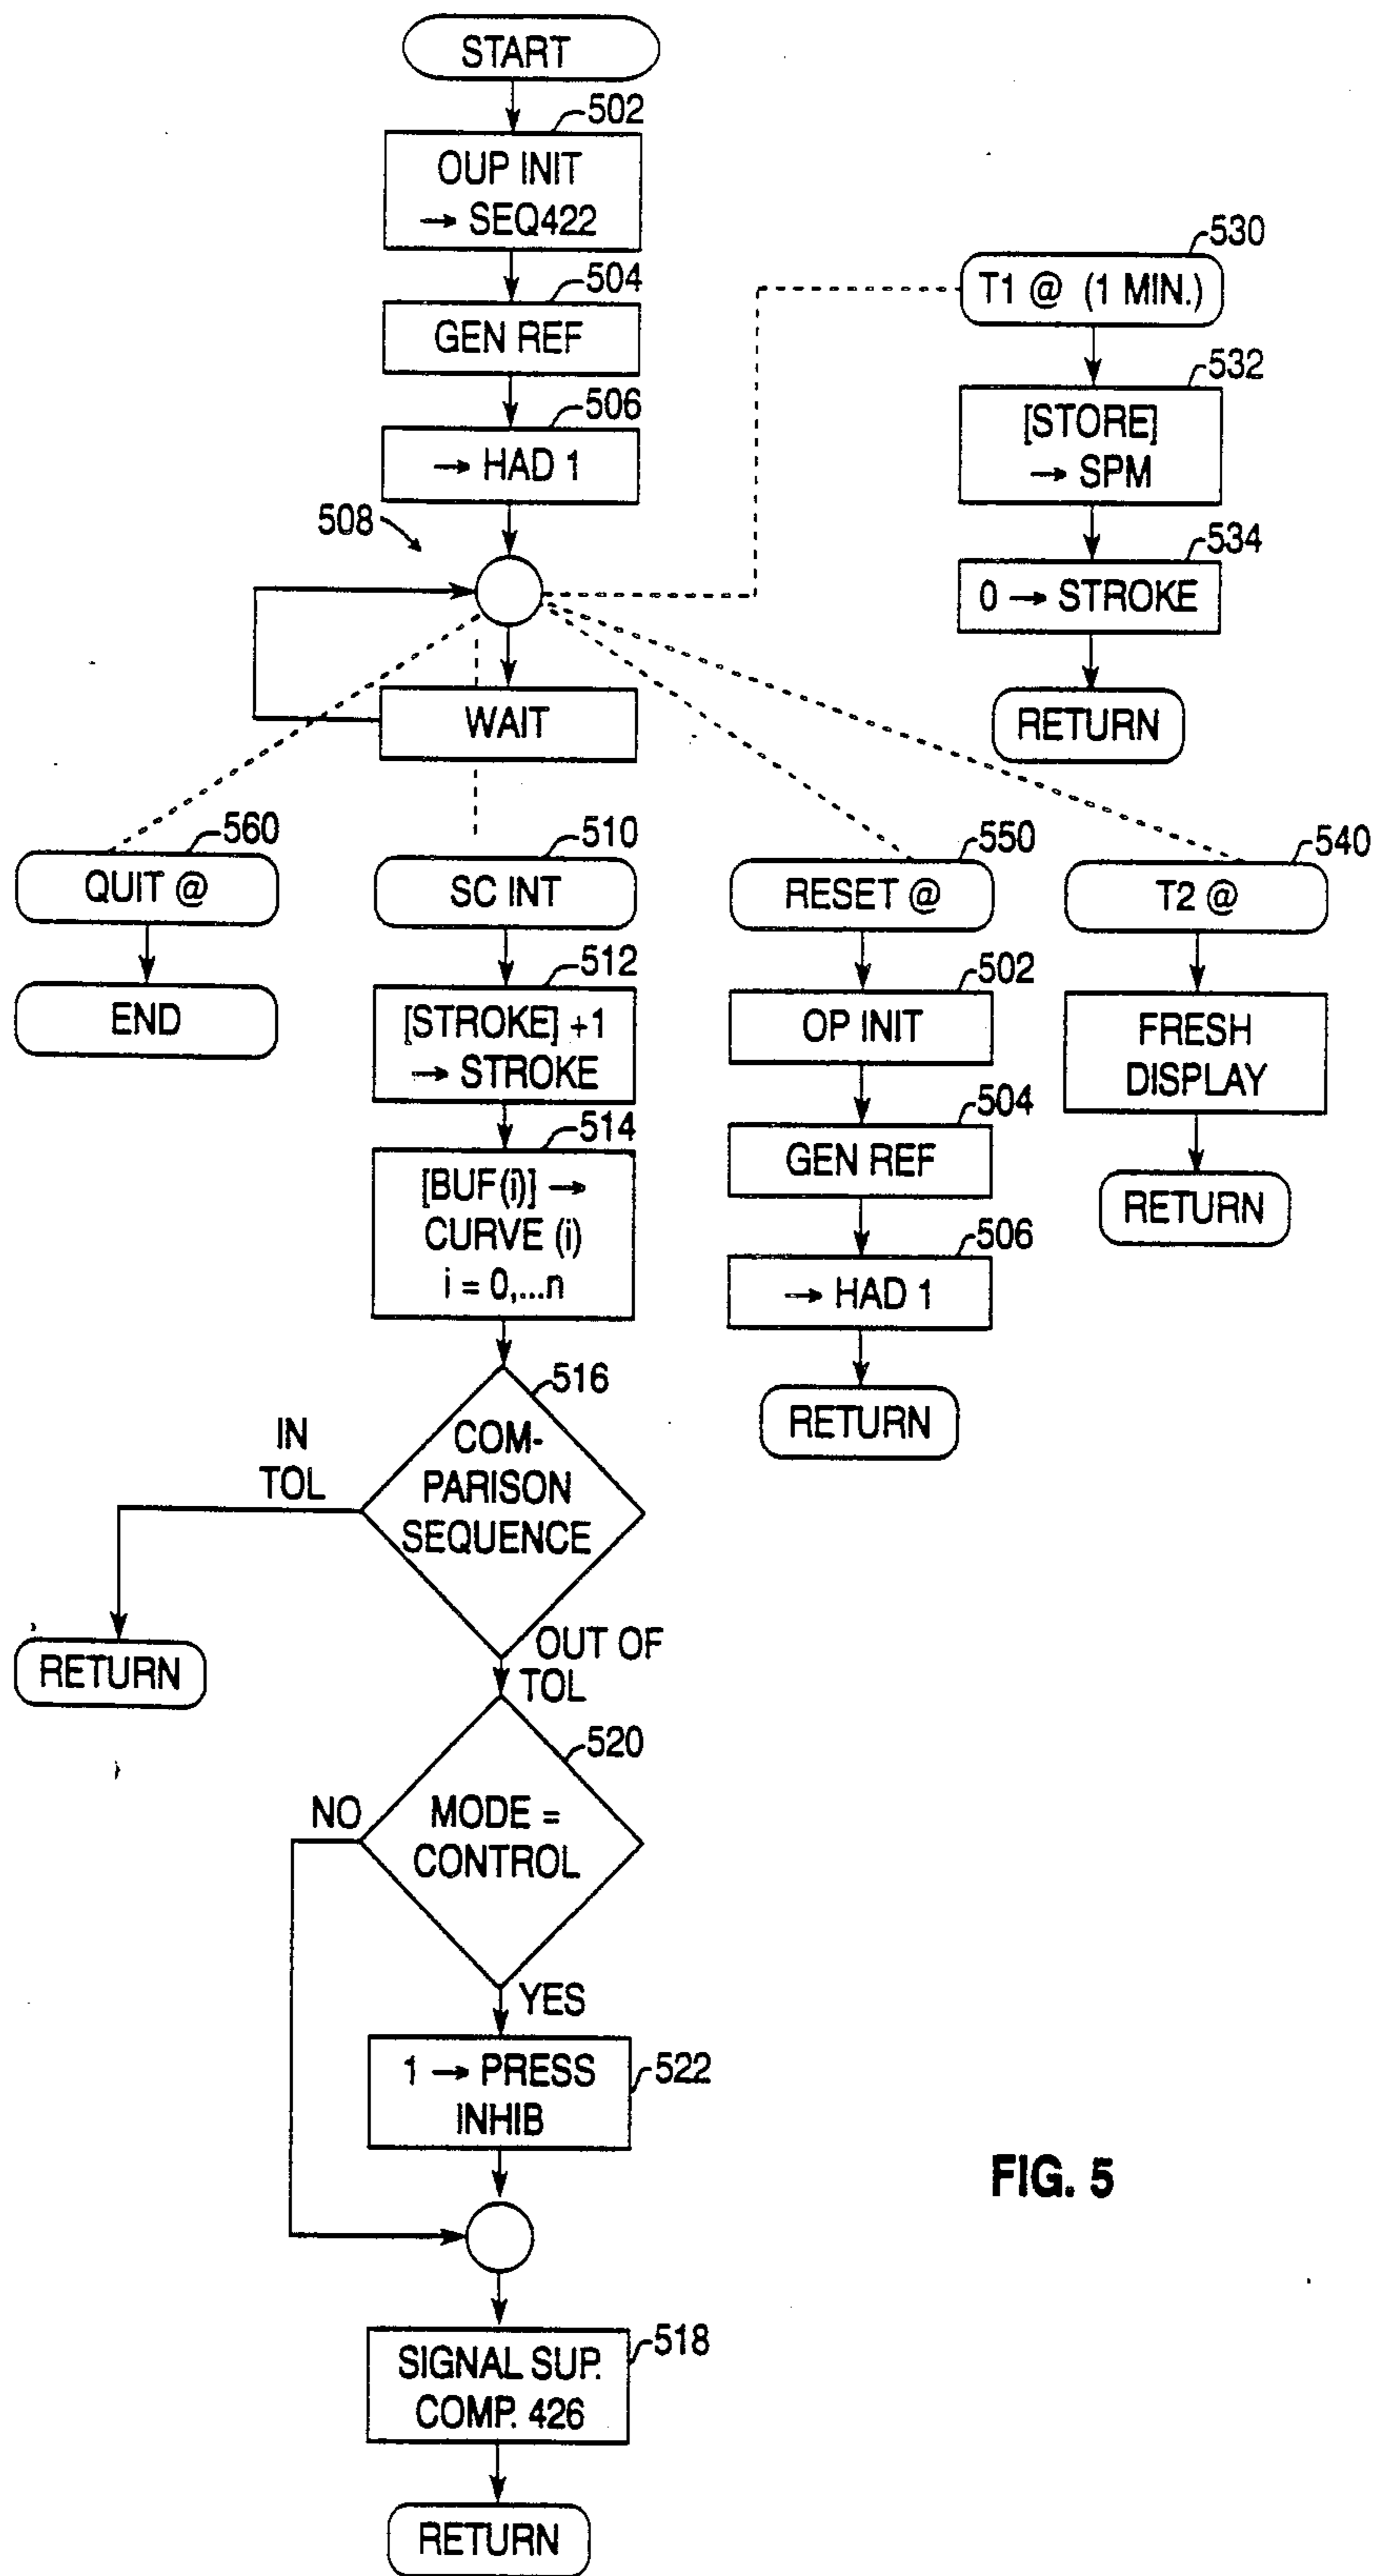 START
502
OUP INIT
→ SEQ422
504
GEN REF
506
→ HAD 1
508
WAIT
530
T1 @ (1 MIN.)
532
[STORE]
→ SPM
534
0 → STROKE
RETURN
560
QUIT @
END
510
SC INT
512
[STROKE] +1
→ STROKE
514
[BUF(i)] →
CURVE (i)
i = 0,...n
516
COM-
PARISON
SEQUENCE
IN
TOL
RETURN
OUT OF
TOL
520
MODE =
CONTROL
NO
YES
522
1 → PRESS
INHIB
518
SIGNAL SUP.
COMP. 426
RETURN
550
RESET @
502
OP INIT
504
GEN REF
506
→ HAD 1
RETURN
540
T2 @
FRESH
DISPLAY
RETURN
FIG. 5